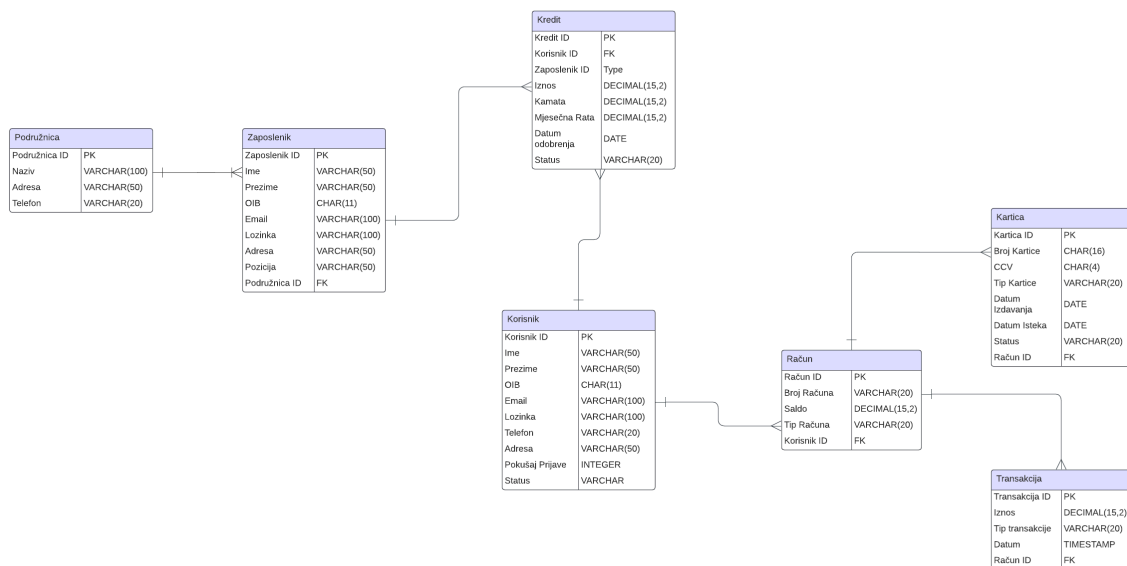 Kredit
Kredit ID PK
Korisnik ID FK
Zaposlenik ID Type
Iznos DECIMAL(15,2)
Kamata DECIMAL(15,2)
Mjesečna Rata DECIMAL(15,2)
Datum
odobrenja DATE
Status VARCHAR(20)
Podružnica
Podružnica ID PK
Naziv VARCHAR(100)
Adresa VARCHAR(50)
Telefon VARCHAR(20)
Zaposlenik
Zaposlenik ID PK
Ime VARCHAR(50)
Prezime VARCHAR(50)
OIB CHAR(11)
Email VARCHAR(100)
Lozinka VARCHAR(100)
Adresa VARCHAR(50)
Pozicija VARCHAR(50)
Podružnica ID FK
Kartica
Kartica ID PK
Broj Kartice CHAR(16)
CCV CHAR(4)
Tip Kartice VARCHAR(20)
Datum
Izdavanja DATE
Datum Isteka DATE
Status VARCHAR(20)
Račun ID FK
Korisnik
Korisnik ID PK
Ime VARCHAR(50)
Prezime VARCHAR(50)
OIB CHAR(11)
Email VARCHAR(100)
Lozinka VARCHAR(100)
Telefon VARCHAR(20)
Adresa VARCHAR(50)
Pokušaj Prijave INTEGER
Status VARCHAR
Račun
Račun ID PK
Broj Računa VARCHAR(20)
Saldo DECIMAL(15,2)
Tip Računa VARCHAR(20)
Korisnik ID FK
Transakcija
Transakcija ID PK
Iznos DECIMAL(15,2)
Tip transakcije VARCHAR(20)
Datum TIMESTAMP
Račun ID FK